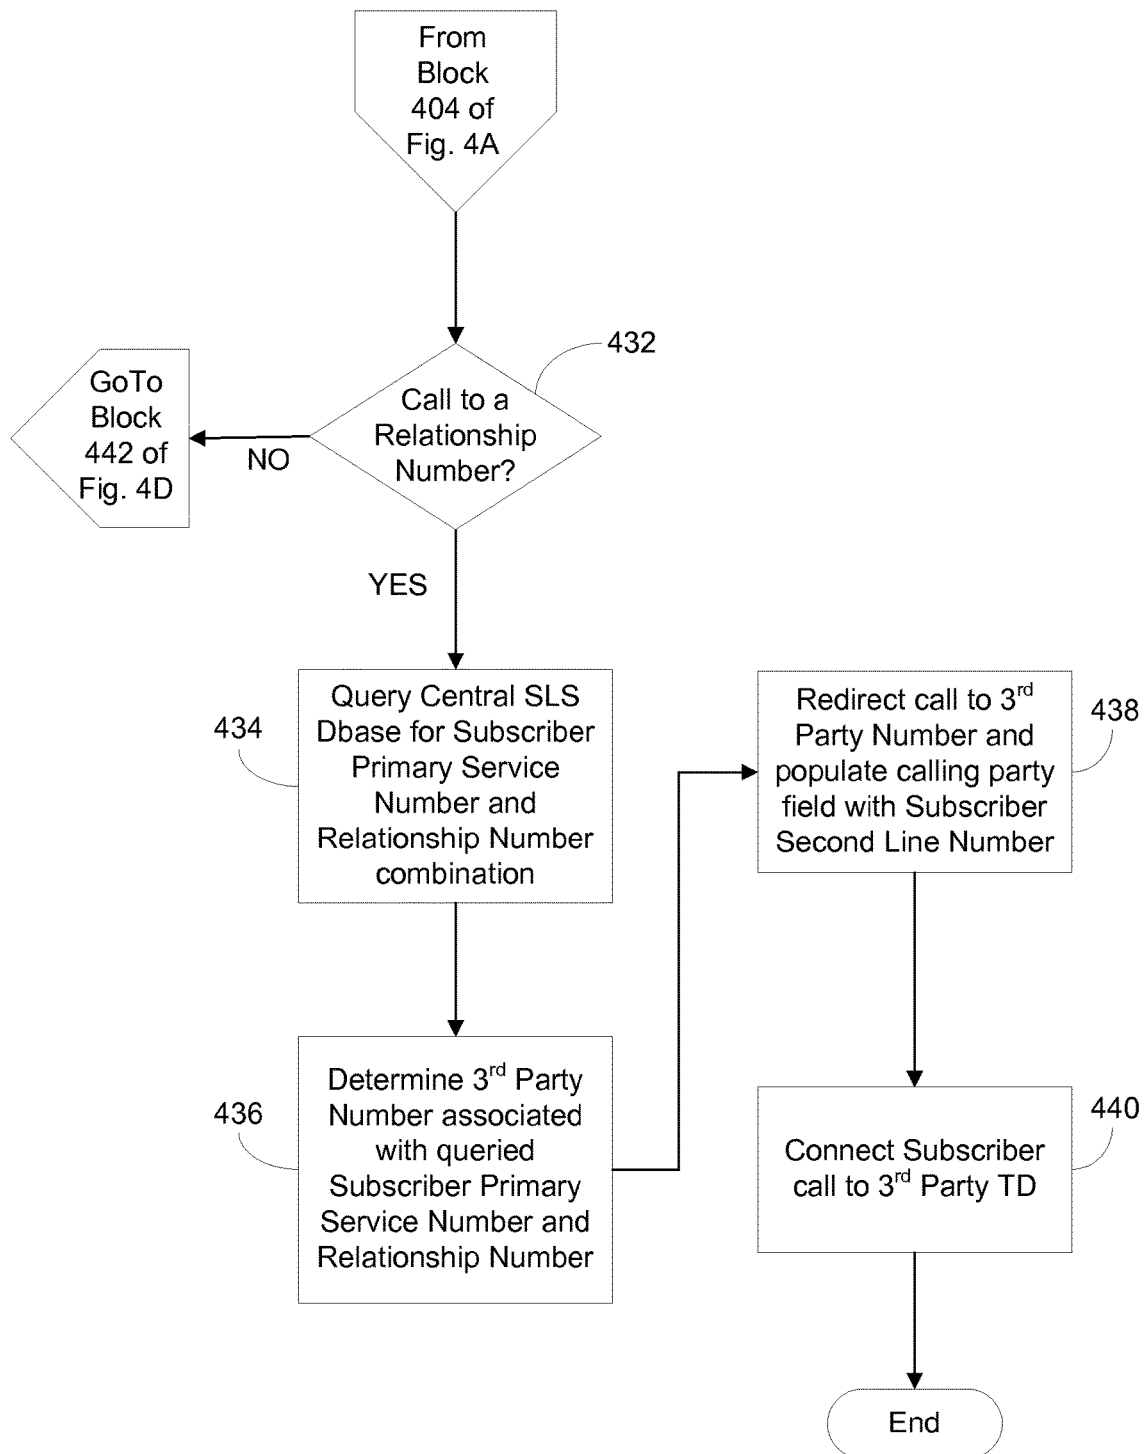 From
Block
404 of
Fig. 4A
432
Call to a
Relationship
Number?
GoTo
Block
442 of
Fig. 4D
NO
YES
434
Query Central SLS
Dbase for Subscriber
Primary Service
Number and
Relationship Number
combination
436
Determine 3rd Party
Number associated
with queried
Subscriber Primary
Service Number and
Relationship Number
438
Redirect call to 3rd
Party Number and
populate calling party
field with Subscriber
Second Line Number
440
Connect Subscriber
call to 3rd Party TD
End